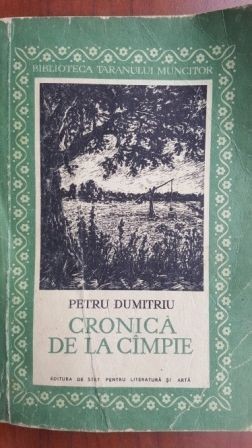 BIBLIOTECA ȚĂRANULUI MUNCITOR
PETRU DUMITRIU
CRONICĂ
DE LA CÎMPIE
EDITURA DE STAT PENTRU LITERATURĂ ȘI ARTĂ